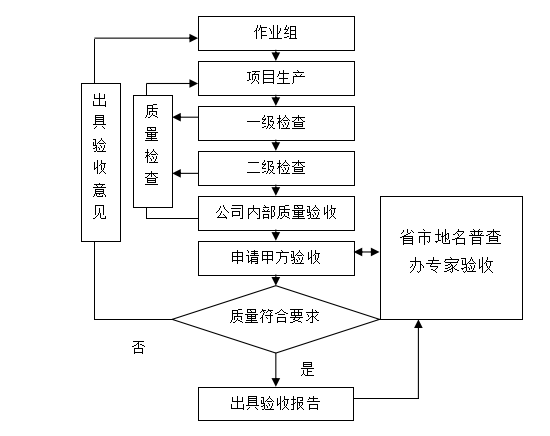 作业组
项目生产
一级检查
二级检查
公司内部质量验收
申请甲方验收
质量符合要求
出具验收报告
出具验收意见
质量检查
省市地名普查
办专家验收
否
是